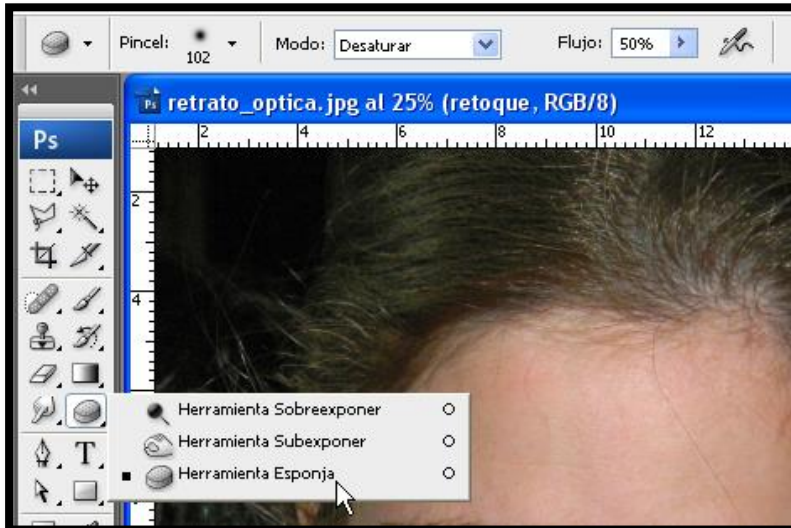 Pincel: 102 Modo: Desaturar Flujo: 50%
retrato_optica.jpg al 25% (retoque, RGB/8)
Ps
2 4 6 8 10 12
2
4
Herramienta Sobreexponer O
Herramienta Subexponer O
Herramienta Esponja O
T